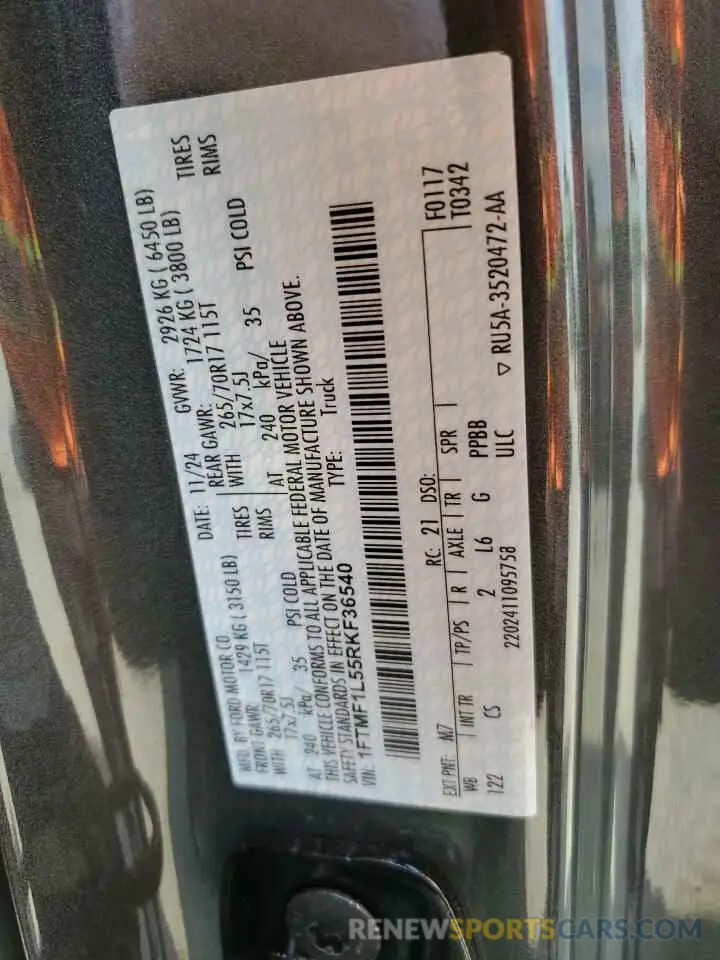 MFD. BY FORD MOTOR CO. DATE: 11/24 GVWR: 2926 KG ( 6450 LB)
FRONT GAWR: 1429 KG ( 3150 LB) REAR GAWR: 1724 KG ( 3800 LB)
WITH 265/70R17 115T TIRES WITH 265/70R17 115T TIRES
17x7.5J RIMS 17x7.5J RIMS
AT 240 kPa/ 35 PSI COLD AT 240 kPa/ 35 PSI COLD
THIS VEHICLE CONFORMS TO ALL APPLICABLE FEDERAL MOTOR VEHICLE
SAFETY STANDARDS IN EFFECT ON THE DATE OF MANUFACTURE SHOWN ABOVE.
VIN: 1FTMF1L55RKF36540 TYPE: Truck
F0117
T0342
EXT PNT: M7 RC: 21 DSO:
WB INT TR TP/PS R AXLE TR SPR
122 CS 2 L6 G PPBB
ULC
2202411095758 ▽ RU5A-3520472-AA
RENEWSPORTSCARS.COM